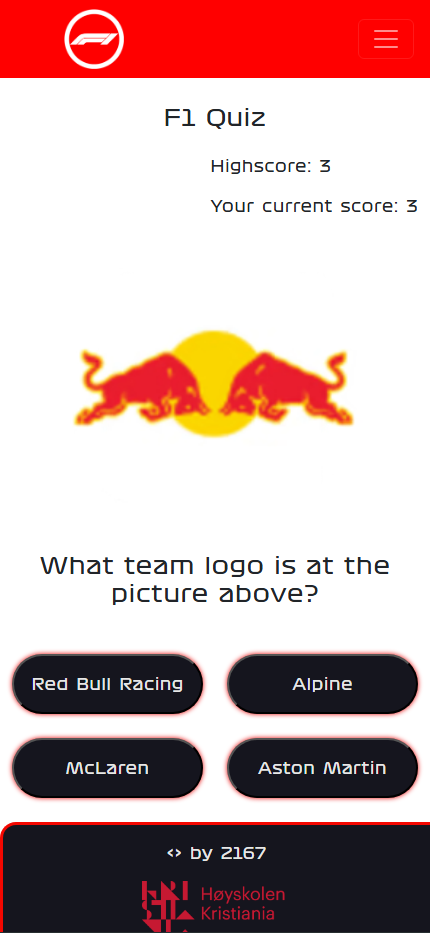 F1 Quiz
Highscore: 3
Your current score: 3
What team logo is at the
picture above?
Red Bull Racing
Alpine
McLaren
Aston Martin
<> by 2167
Høyskolen
Kristiania